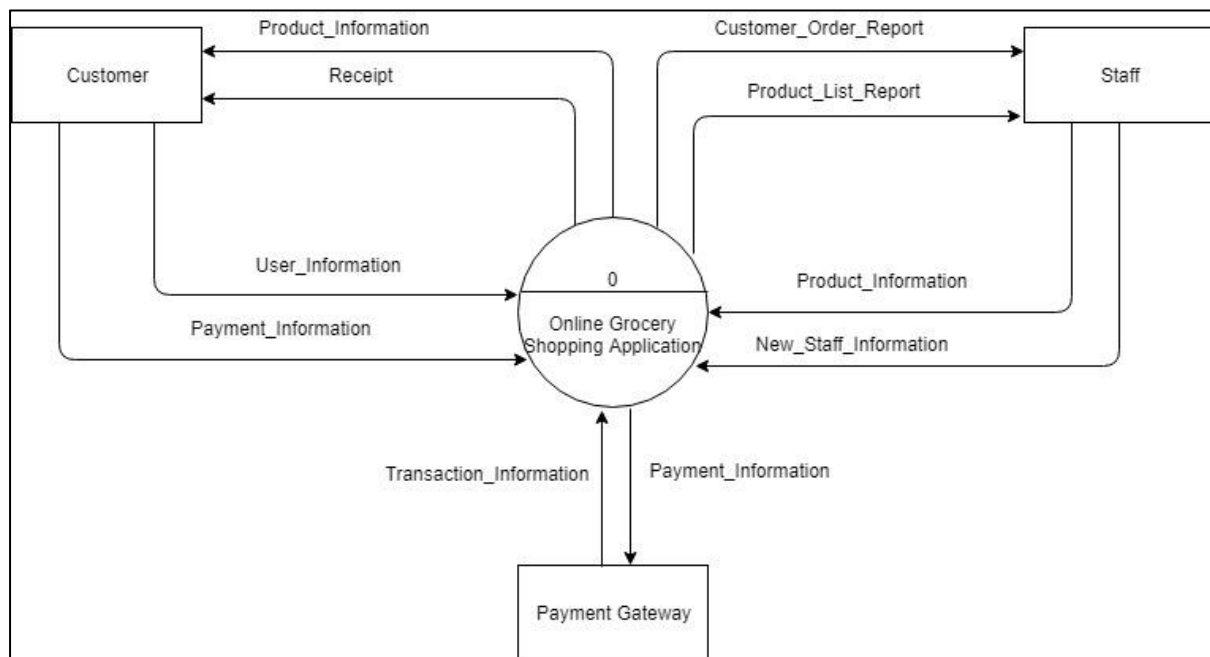 Product_Information
Customer_Order_Report
Customer
Receipt
Staff
Product_List_Report
User_Information
0
Product_Information
Payment_Information
Online Grocery
Shopping Application
New_Staff_Information
Transaction_Information
Payment_Information
Payment Gateway